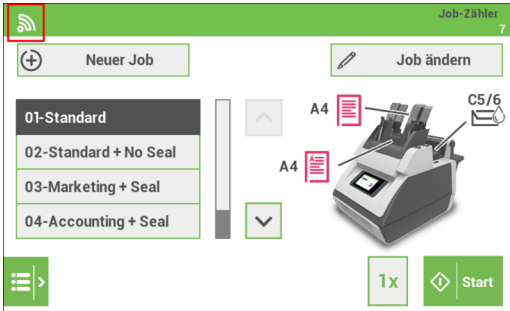 Job-Zähler
7
Neuer Job
Job ändern
01-Standard
02-Standard + No Seal
03-Marketing + Seal
04-Accounting + Seal
A4
C5/6
A4
1x
Start